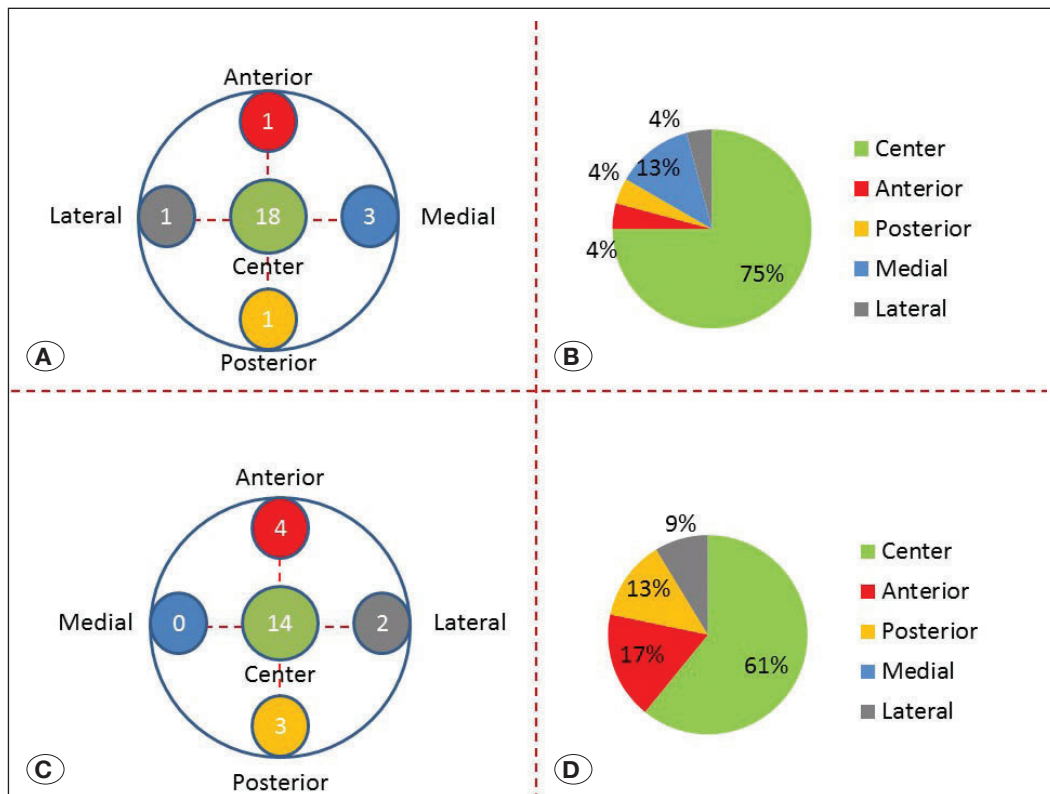 Anterior
1
Lateral 1 18 3 Medial
Center
1
Posterior
A
4%
4% 13%
4%
75%
Center
Anterior
Posterior
Medial
Lateral
B
Anterior
4
Medial 0 14 2 Lateral
Center
3
Posterior
C
9%
13%
17%
61%
Center
Anterior
Posterior
Medial
Lateral
D